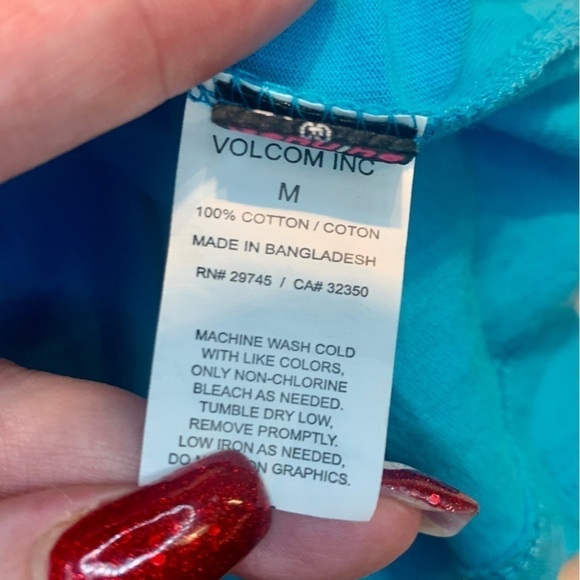 GENUINE
VOLCOM INC
M
100% COTTON / COTON
MADE IN BANGLADESH
RN# 29745 / CA# 32350
MACHINE WASH COLD
WITH LIKE COLORS,
ONLY NON-CHLORINE
BLEACH AS NEEDED.
TUMBLE DRY LOW,
REMOVE PROMPTLY.
LOW IRON AS NEEDED,
DO ON GRAPHICS.